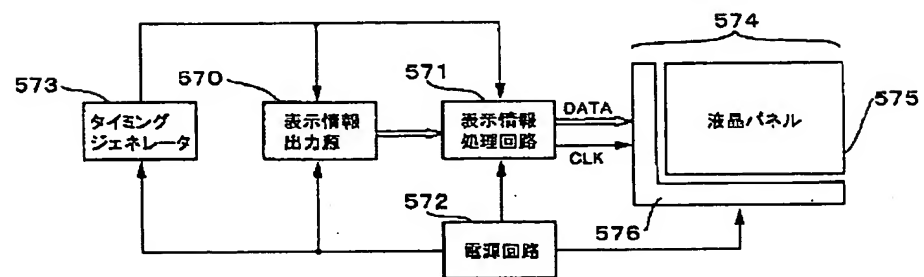 574
573
570
571
575
タイミング
ジェネレータ
表示情報
出力源
表示情報
処理回路
DATA
CLK
液晶パネル
572
576
電源回路